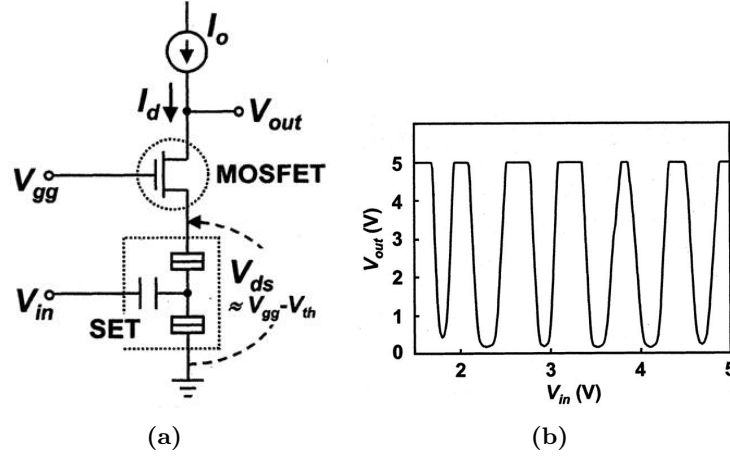 I_o
I_d
V_out
V_gg
MOSFET
V_ds
≈ V_gg-V_th
V_in
SET
(a)
V_out (V)
5
4
3
2
1
0
2 3 4 5
V_in (V)
(b)